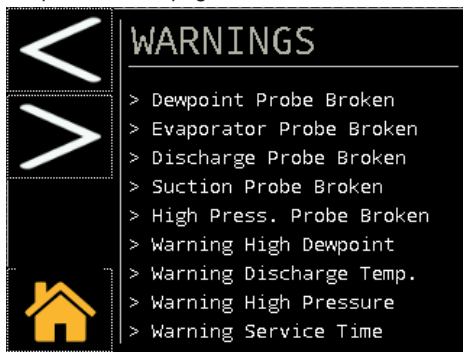 WARNINGS
> Dewpoint Probe Broken
> Evaporator Probe Broken
> Discharge Probe Broken
> Suction Probe Broken
> High Press. Probe Broken
> Warning High Dewpoint
> Warning Discharge Temp.
> Warning High Pressure
> Warning Service Time